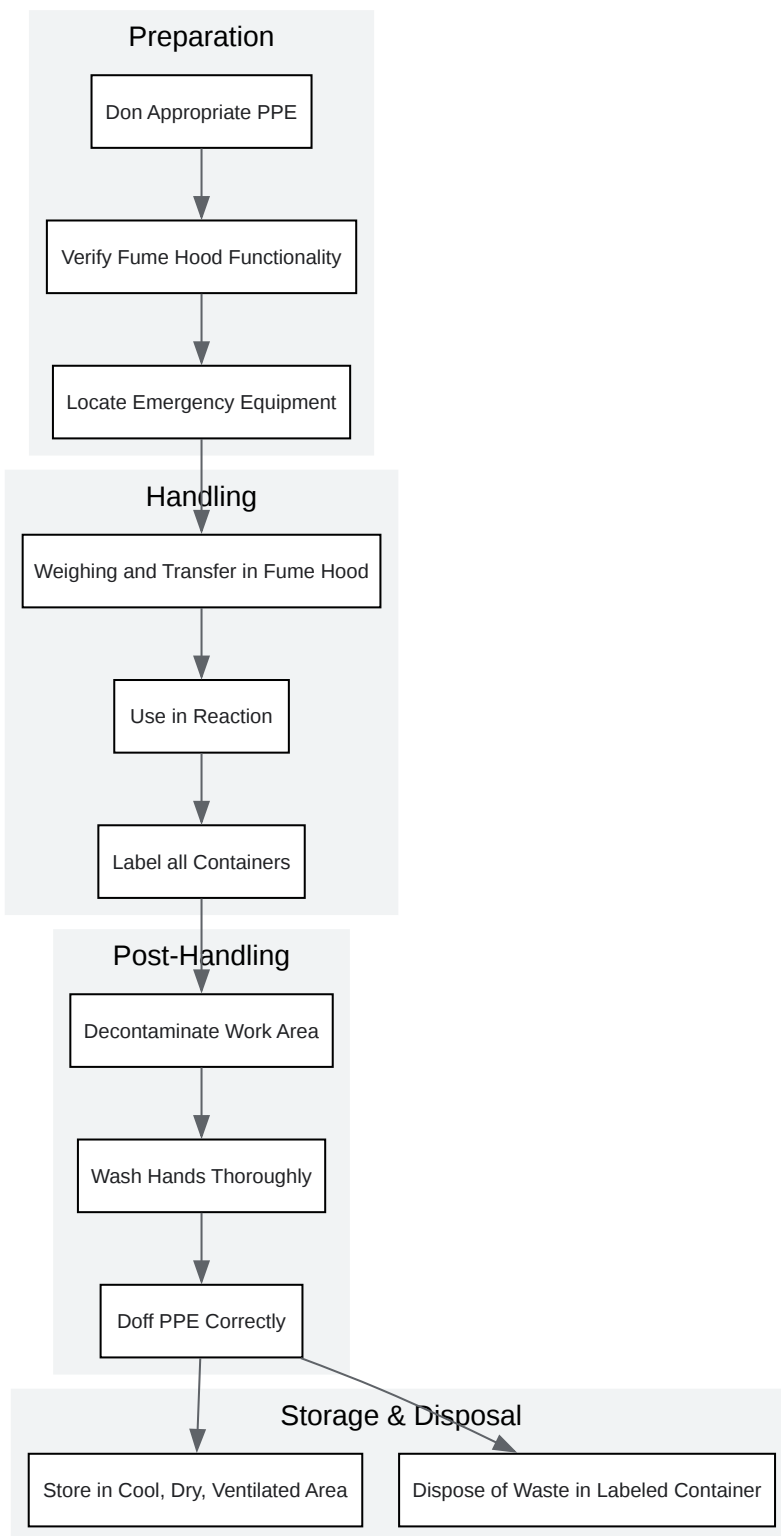 Preparation
Don Appropriate PPE
Verify Fume Hood Functionality
Locate Emergency Equipment
Handling
Weighing and Transfer in Fume Hood
Use in Reaction
Label all Containers
Post-Handling
Decontaminate Work Area
Wash Hands Thoroughly
Doff PPE Correctly
Storage & Disposal
Store in Cool, Dry, Ventilated Area
Dispose of Waste in Labeled Container